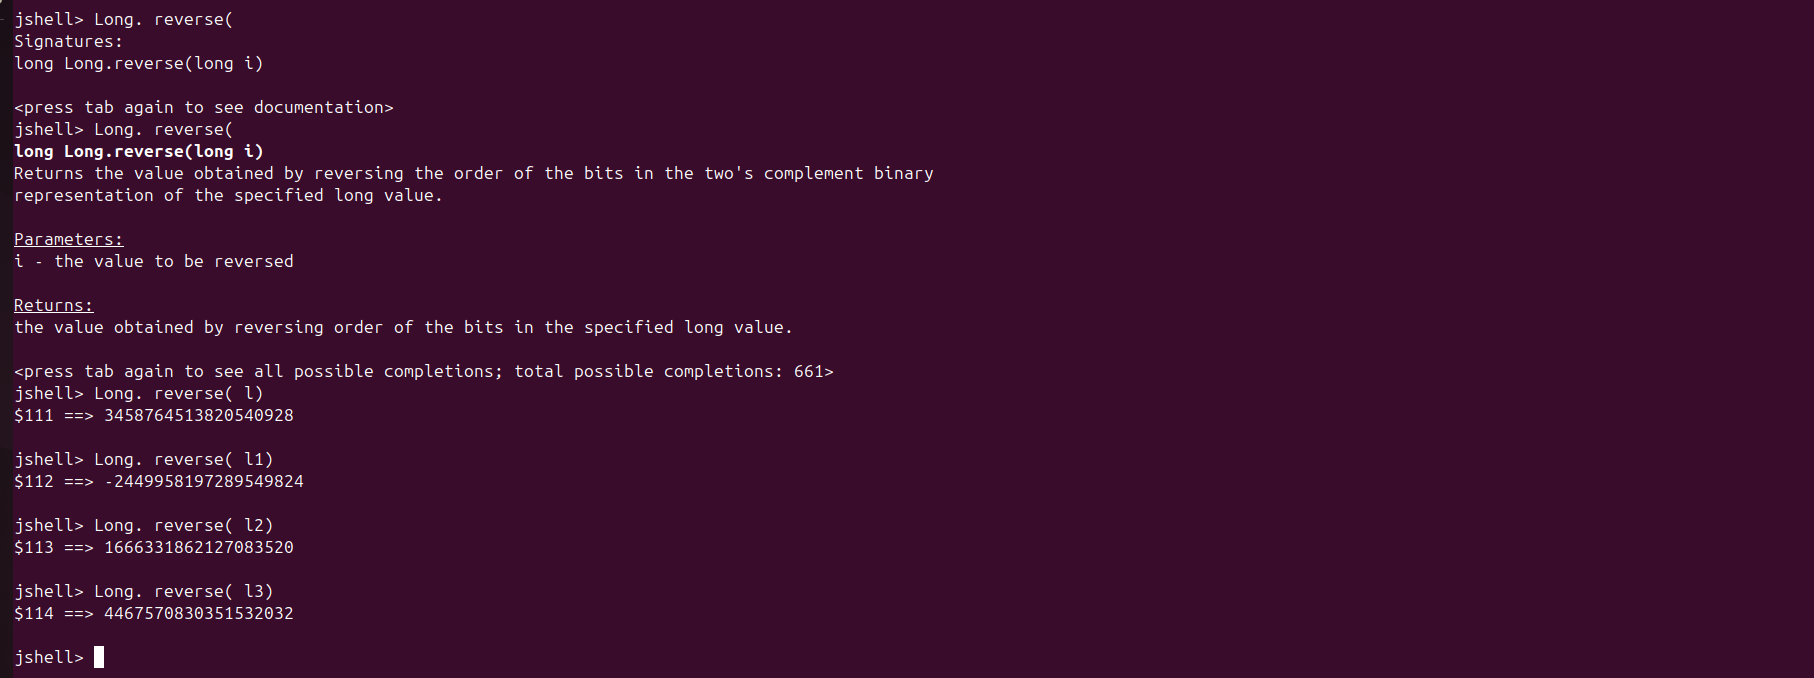 jshell> Long. reverse(
Signatures:
long Long.reverse(long i)
<press tab again to see documentation>
jshell> Long. reverse(
long Long.reverse(long i)
Returns the value obtained by reversing the order of the bits in the two's complement binary
representation of the specified long value.
Parameters:
i - the value to be reversed
Returns:
the value obtained by reversing order of the bits in the specified long value.
<press tab again to see all possible completions; total possible completions: 661>
jshell> Long. reverse( l)
$111 ==> 3458764513820540928
jshell> Long. reverse( l1)
$112 ==> -2449958197289549824
jshell> Long. reverse( l2)
$113 ==> 1666331862127083520
jshell> Long. reverse( l3)
$114 ==> 4467570830351532032
jshell>